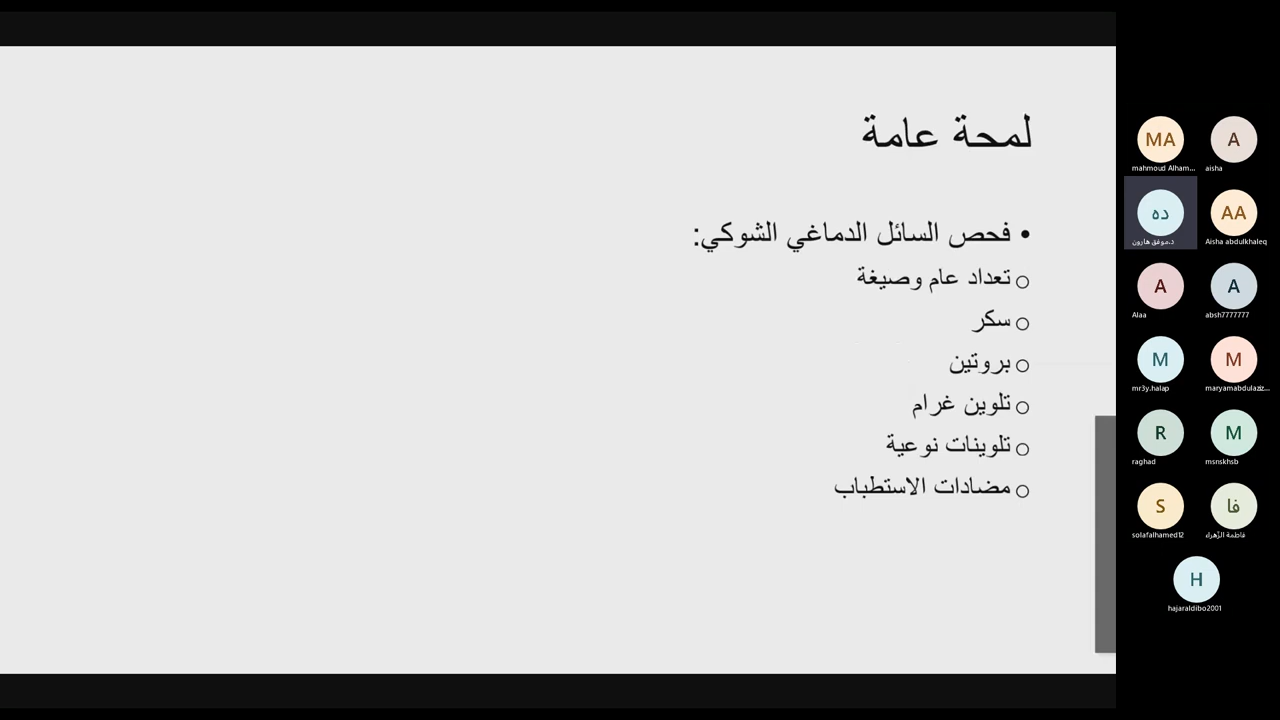 لمحة عامة
• فحص السائل الدماغي الشوكي:
○ تعداد عام وصيغة
○ سكر
○ بروتين
○ تلوين غرام
○ تلوينات نوعية
○ مضادات الاستطباب
MA
mahmoud Alham...
A
aisha
ده
د.موفق هارون
AA
Aisha abdulkhaleq
A
Alaa
A
absh7777777
M
mr3y.halap
M
maryamabdulaziz...
R
raghad
M
msnskhsb
S
solafalhamed12
فا
فاطمة الزّهراء
H
hajaraldibo2001